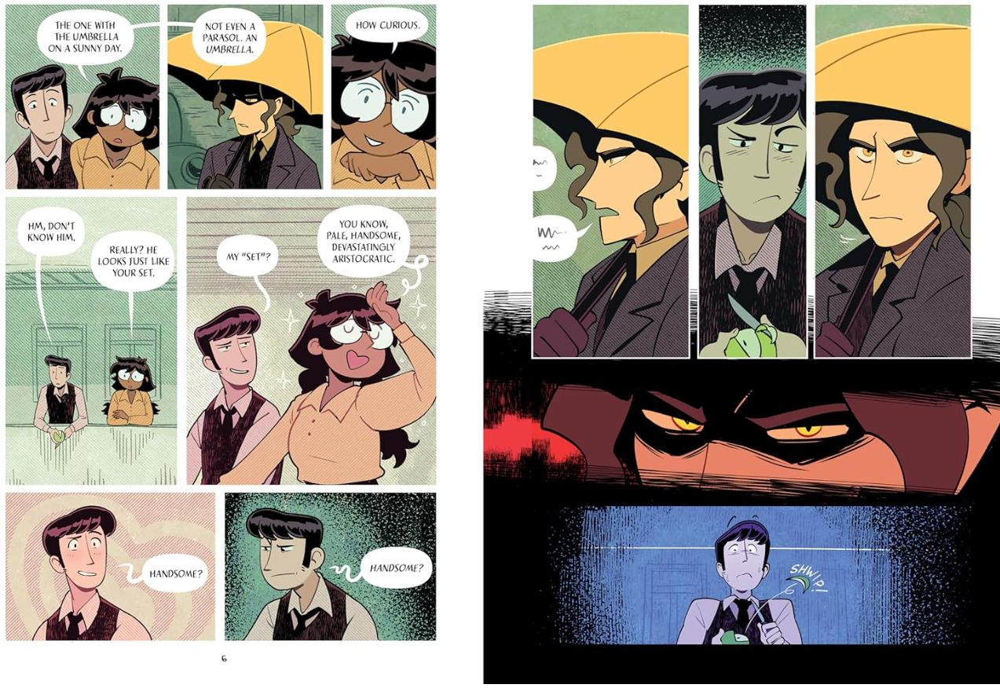 THE ONE WITH
THE UMBRELLA
ON A SUNNY DAY.
NOT EVEN A
PARASOL. AN
UMBRELLA.
HOW CURIOUS.
HM, DON'T
KNOW HIM.
REALLY? HE
LOOKS JUST LIKE
YOUR SET.
MY "SET"?
YOU KNOW,
PALE, HANDSOME,
DEVASTATINGLY
ARISTOCRATIC.
HANDSOME?
HANDSOME?
6
SHWIP!